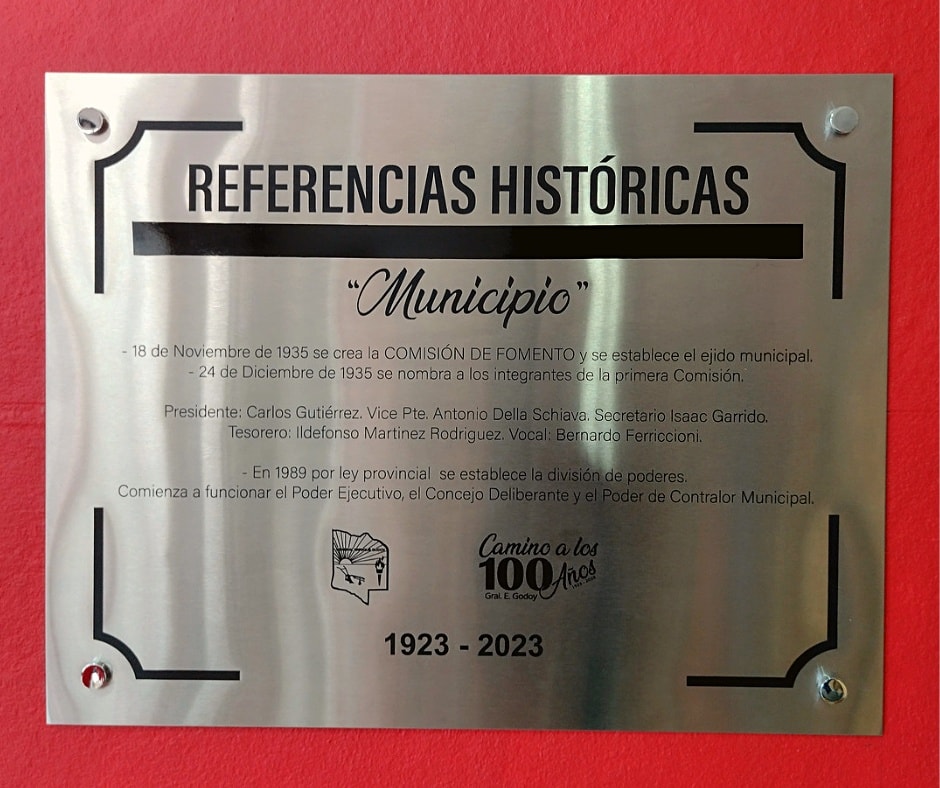 REFERENCIAS HISTÓRICAS
“Municipio”
- 18 de Noviembre de 1935 se crea la COMISIÓN DE FOMENTO y se establece el ejido municipal.
- 24 de Diciembre de 1935 se nombra a los integrantes de la primera Comisión.
Presidente: Carlos Gutiérrez. Vice Pte. Antonio Della Schiava. Secretario Isaac Garrido.
Tesorero: Ildefonso Martinez Rodriguez. Vocal: Bernardo Ferriccioni.
- En 1989 por ley provincial se establece la división de poderes.
Comienza a funcionar el Poder Ejecutivo, el Concejo Deliberante y el Poder de Contralor Municipal.
Camino a los
100 Años
Gral. E. Godoy
1923 - 2023